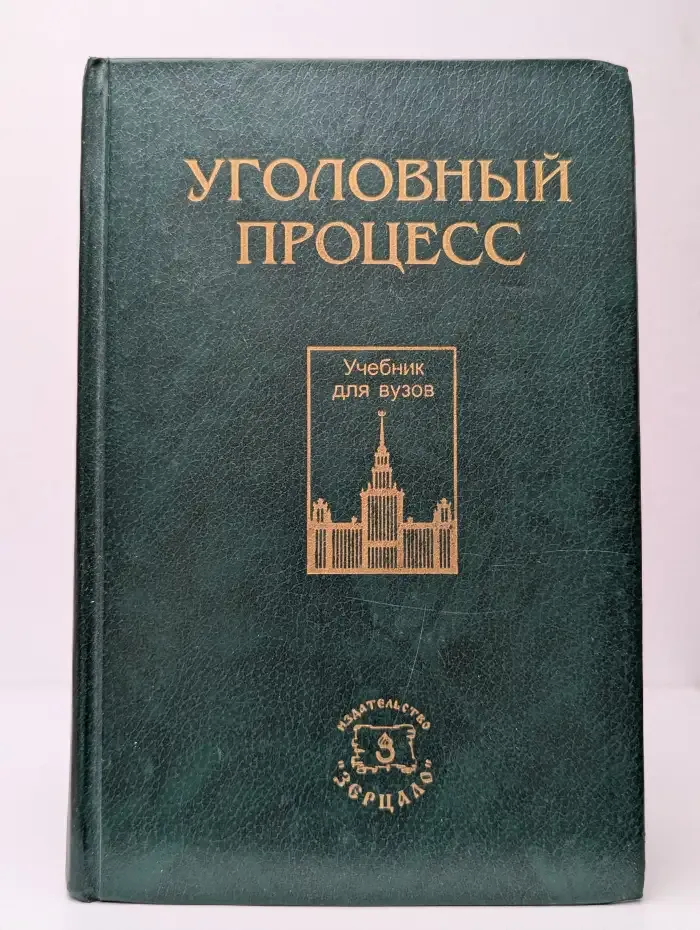 УГОЛОВНЫЙ
ПРОЦЕСС
Учебник
для вузов
ИЗДАТЕЛЬСТВО
З
"ЗЕРЦАЛО"